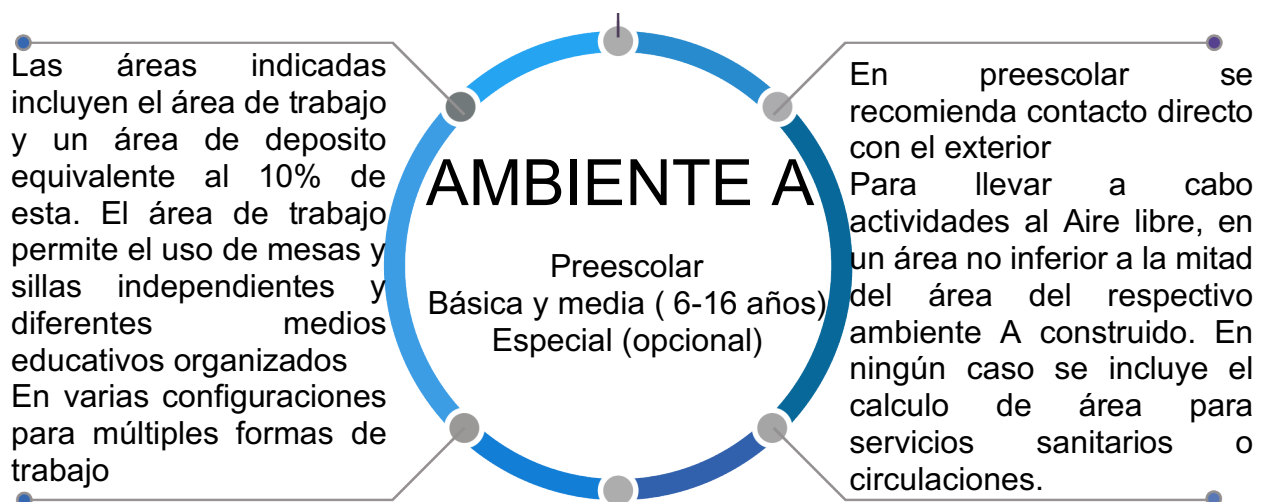 Las áreas indicadas
incluyen el área de trabajo
y un área de deposito
equivalente al 10% de
esta. El área de trabajo
permite el uso de mesas y
sillas independientes y
diferentes medios
educativos organizados
En varias configuraciones
para múltiples formas de
trabajo
AMBIENTE A
Preescolar
Básica y media ( 6-16 años)
Especial (opcional)
En preescolar se
recomienda contacto directo
con el exterior
Para llevar a cabo
actividades al Aire libre, en
un área no inferior a la mitad
del área del respectivo
ambiente A construido. En
ningún caso se incluye el
calculo de área para
servicios sanitarios o
circulaciones.